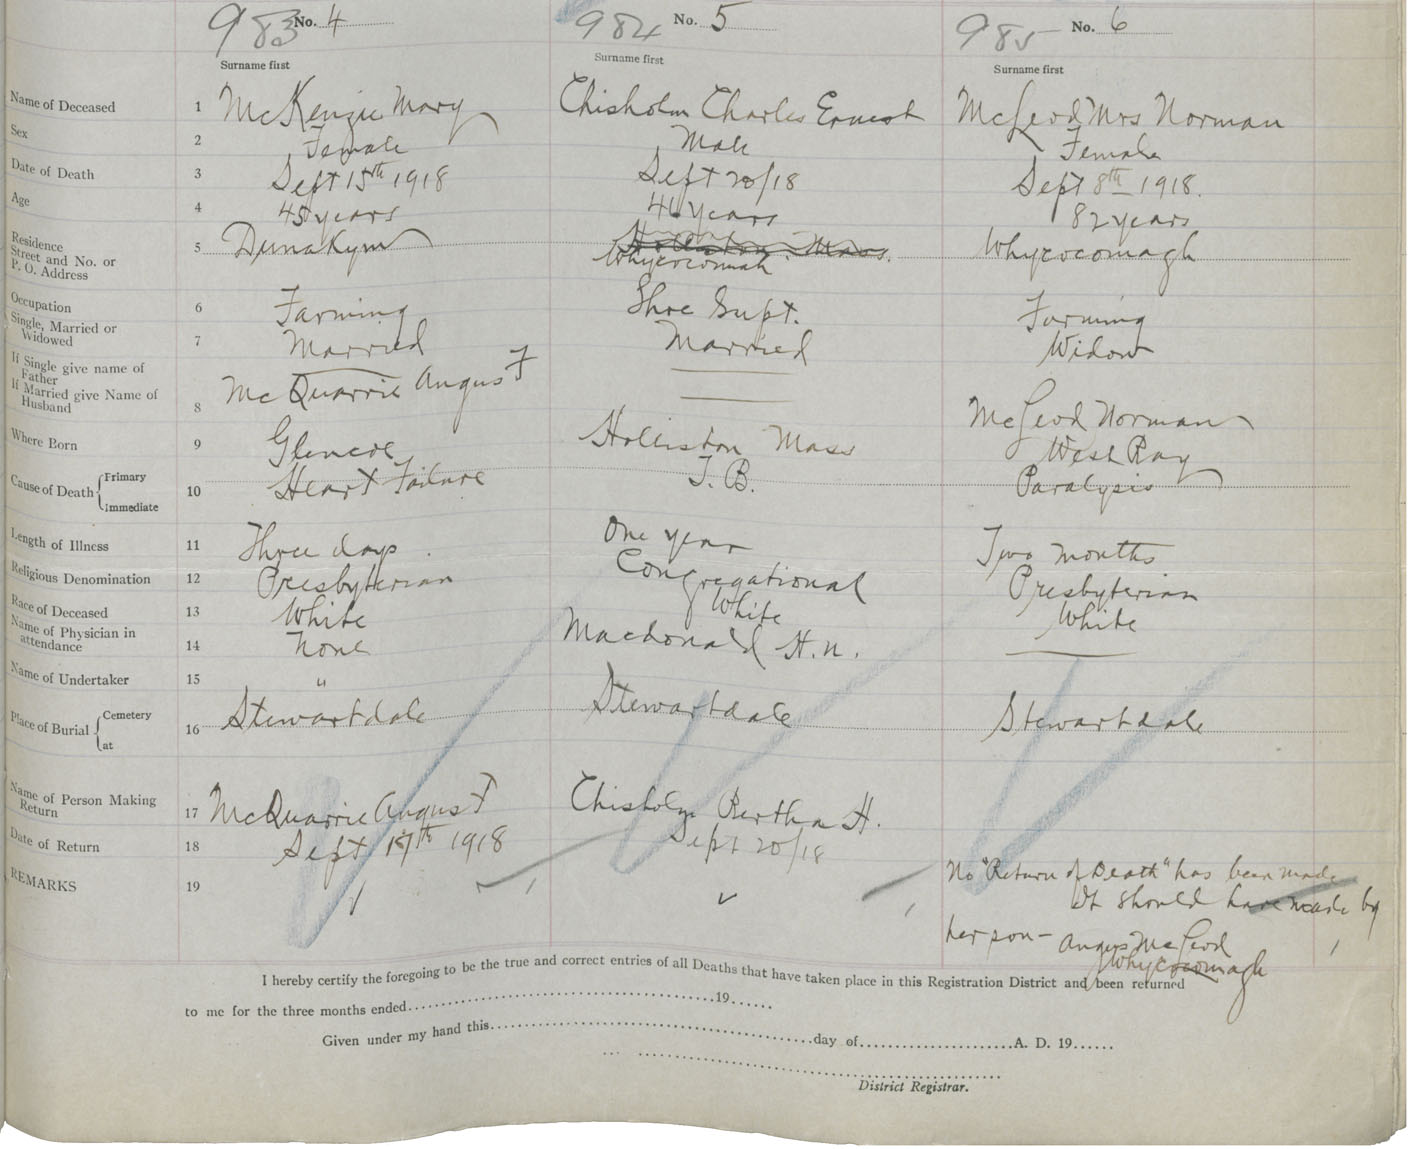 983 No. 4 984 No. 5 985 No. 6
Surname first Surname first Surname first
Name of Deceased 1 McKenzie Mary Chisholm Charles Ernest McLeod Mrs Norman
Sex 2 Female Male Female
Date of Death 3 Sept 15th 1918 Sept 20/18 Sept 8th 1918.
Age 4 45 years 46 years 82 years
Residence
Street and No. or
P. O. Address 5 Dunakyn Holliston Mass. Whycocomagh
Whycocomah
Occupation 6 Farming Shoe Supt. Farming
Single, Married or
Widowed 7 Married Married Widow
If Single give name of
Father
If Married give Name of
Husband 8 McQuarrie Angus F McLeod Norman
Where Born 9 Glencoe Holliston Mass West Bay
Cause of Death Primary
Immediate 10 Heart Failure T. B. Paralysis
Length of Illness 11 Three days. One year Two months
Religious Denomination 12 Presbyterian Congregational Presbyterian
Race of Deceased 13 White White White
Name of Physician in
attendance 14 None Macdonald H. N.
Name of Undertaker 15 "
Place of Burial Cemetery
at 16 Stewartdale Stewartdale Stewartdale
Name of Person Making
Return 17 McQuarrie Angus F Chisholm Bertha H.
Date of Return 18 Sept 17th 1918 Sept 20/18
REMARKS 19 No "Return of Death" has been made
It should have made by
her son - Angus McLeod
Whycocomagh
I hereby certify the foregoing to be the true and correct entries of all Deaths that have taken place in this Registration District and been returned
to me for the three months ended 19
Given under my hand this day of A. D. 19
District Registrar.